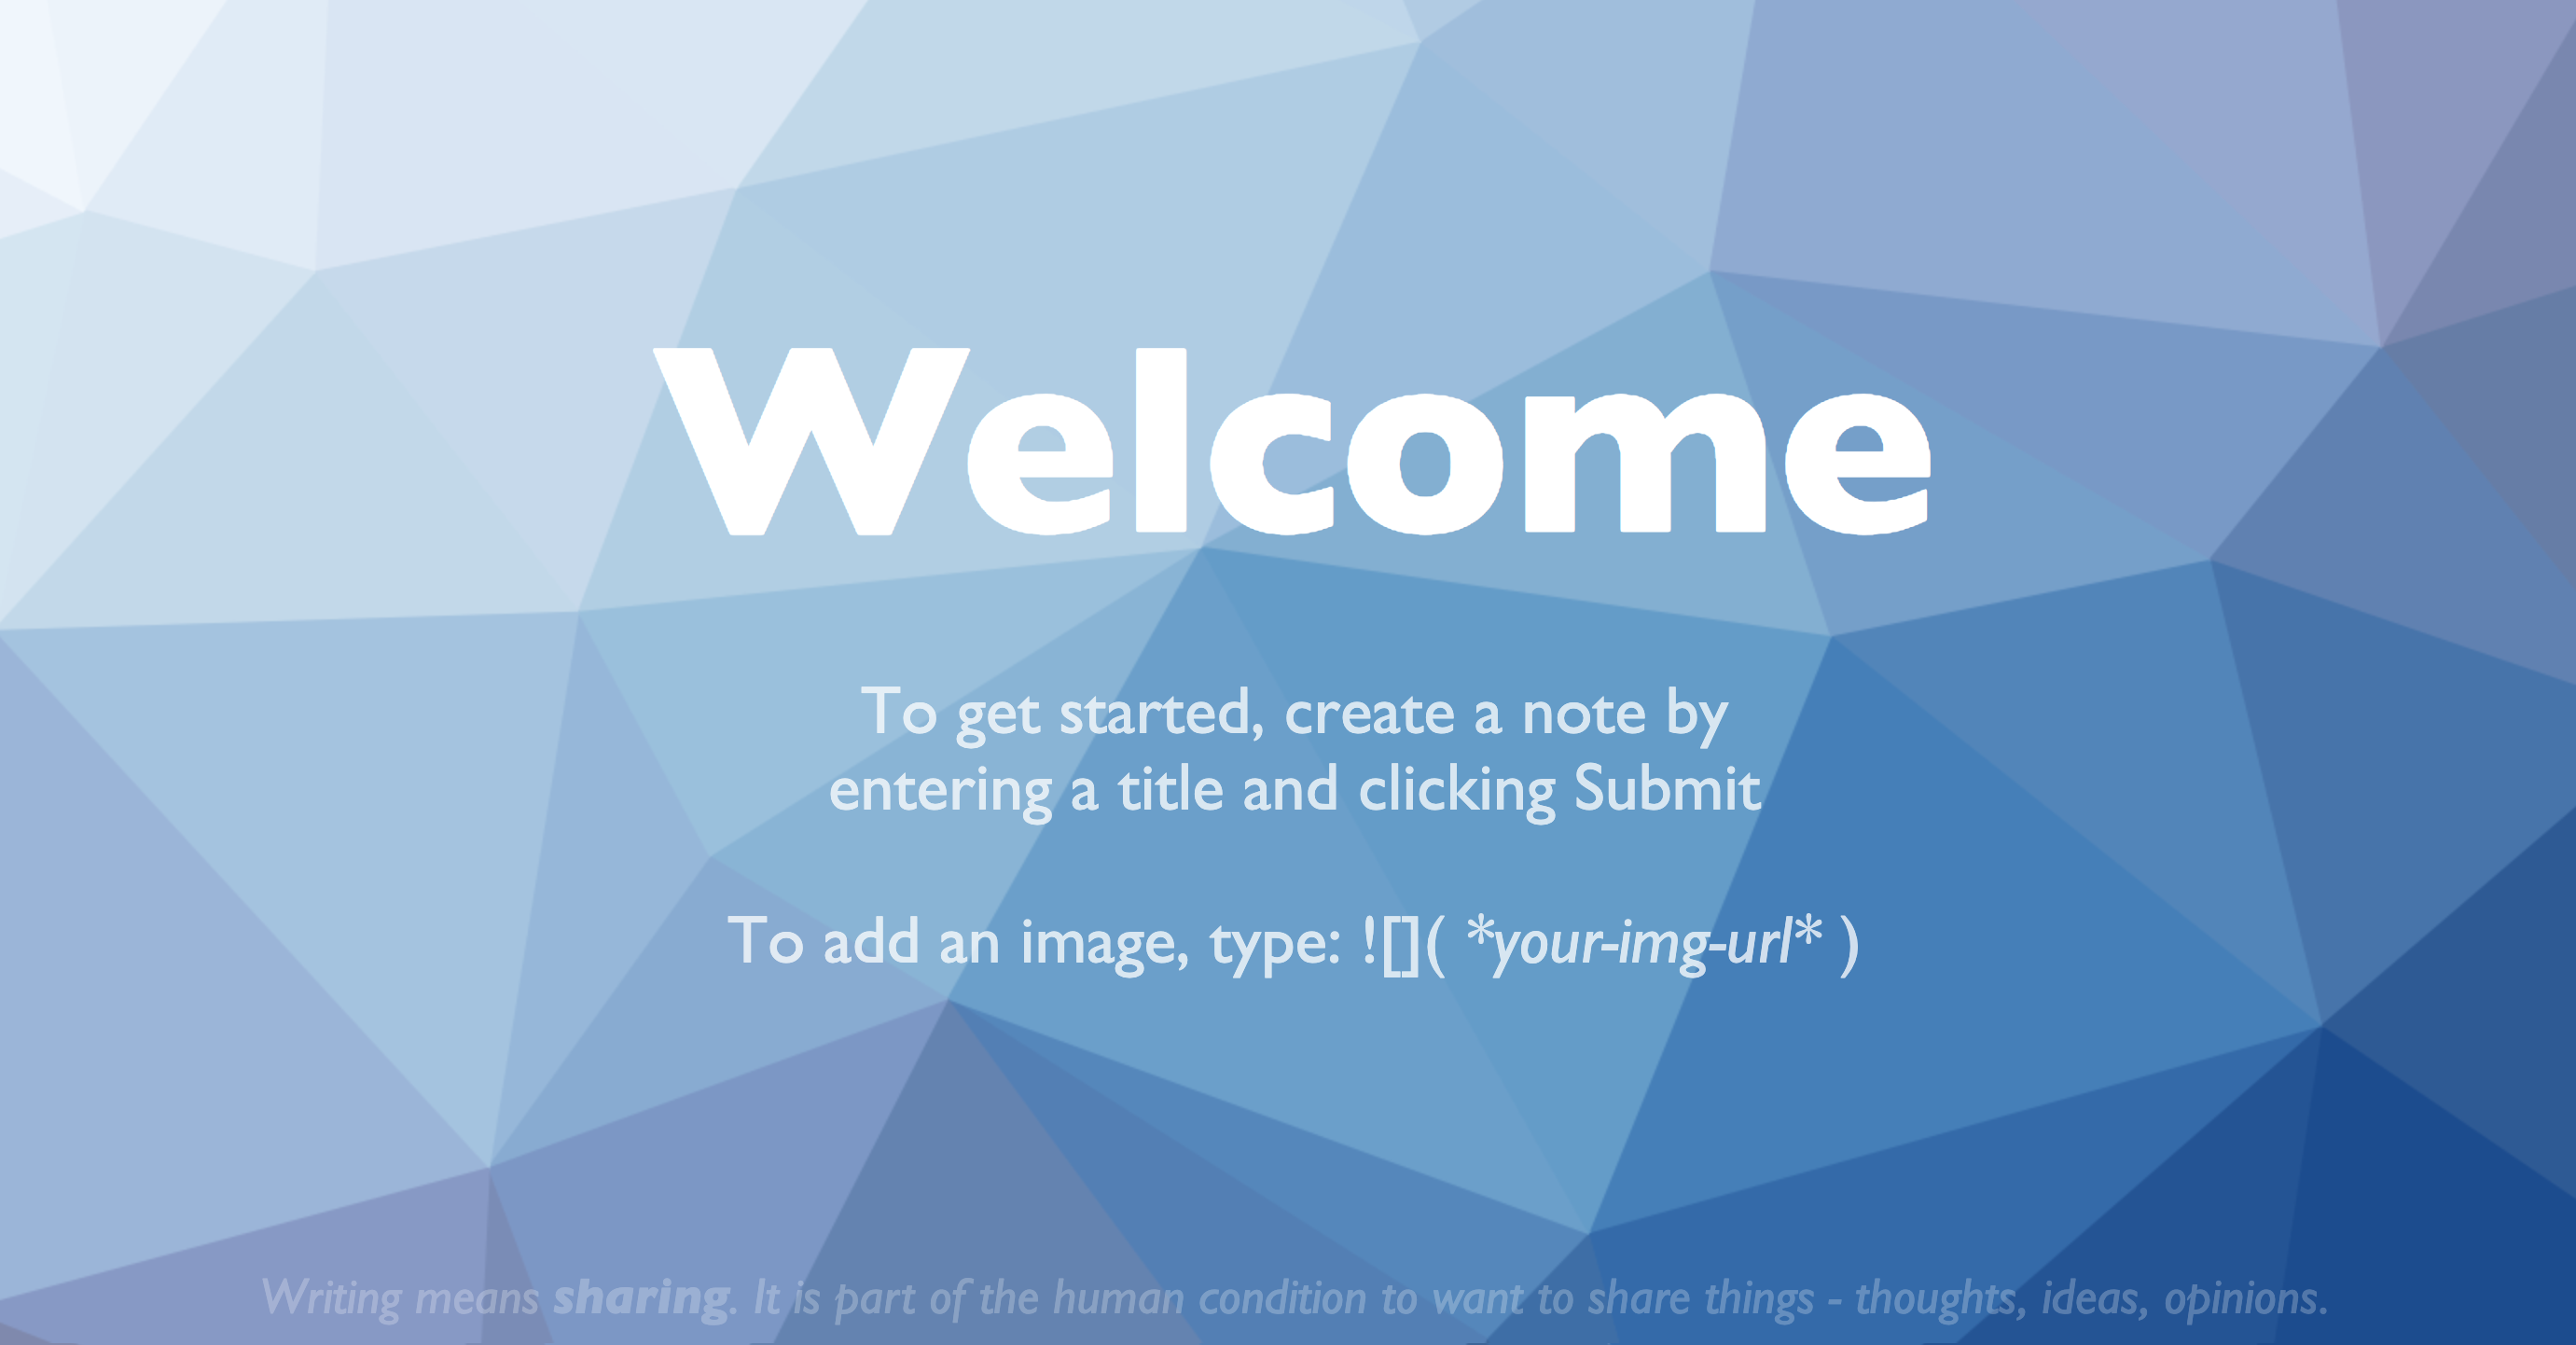 Welcome
To get started, create a note by
entering a title and clicking Submit
To add an image, type: ![]( *your-img-url* )
Writing means sharing. It is part of the human condition to want to share things - thoughts, ideas, opinions.